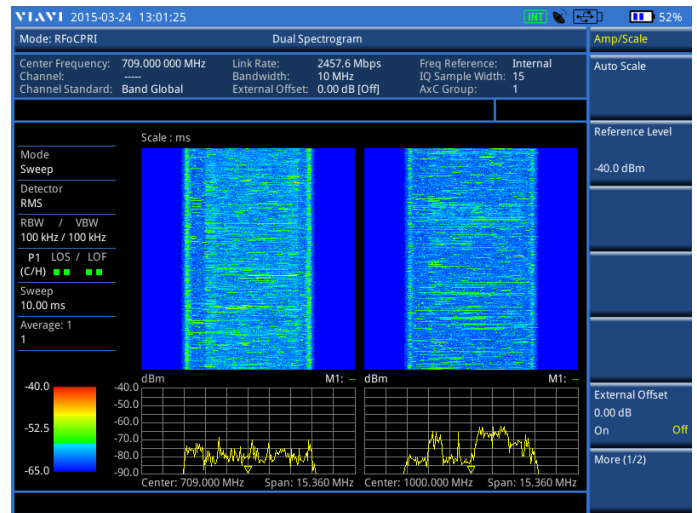 VIAVI 2015-03-24 13:01:25 INT 52%
Mode: RFoCPRI Dual Spectrogram Amp/Scale
Center Frequency: 709.000 000 MHz Link Rate: 2457.6 Mbps Freq Reference: Internal
Channel: ----- Bandwidth: 10 MHz IQ Sample Width: 15
Channel Standard: Band Global External Offset: 0.00 dB [Off] AxC Group: 1
Auto Scale
Reference Level
-40.0 dBm
External Offset
0.00 dB
On Off
More (1/2)
Scale : ms
Mode
Sweep
Detector
RMS
RBW / VBW
100 kHz / 100 kHz
P1 LOS / LOF
(C/H)
Sweep
10.00 ms
Average: 1
1
-40.0
-52.5
-65.0
dBm M1: --
-40.0
-50.0
-60.0
-70.0
-80.0
-90.0
Center: 709.000 MHz Span: 15.360 MHz
dBm M1: --
Center: 1000.000 MHz Span: 15.360 MHz